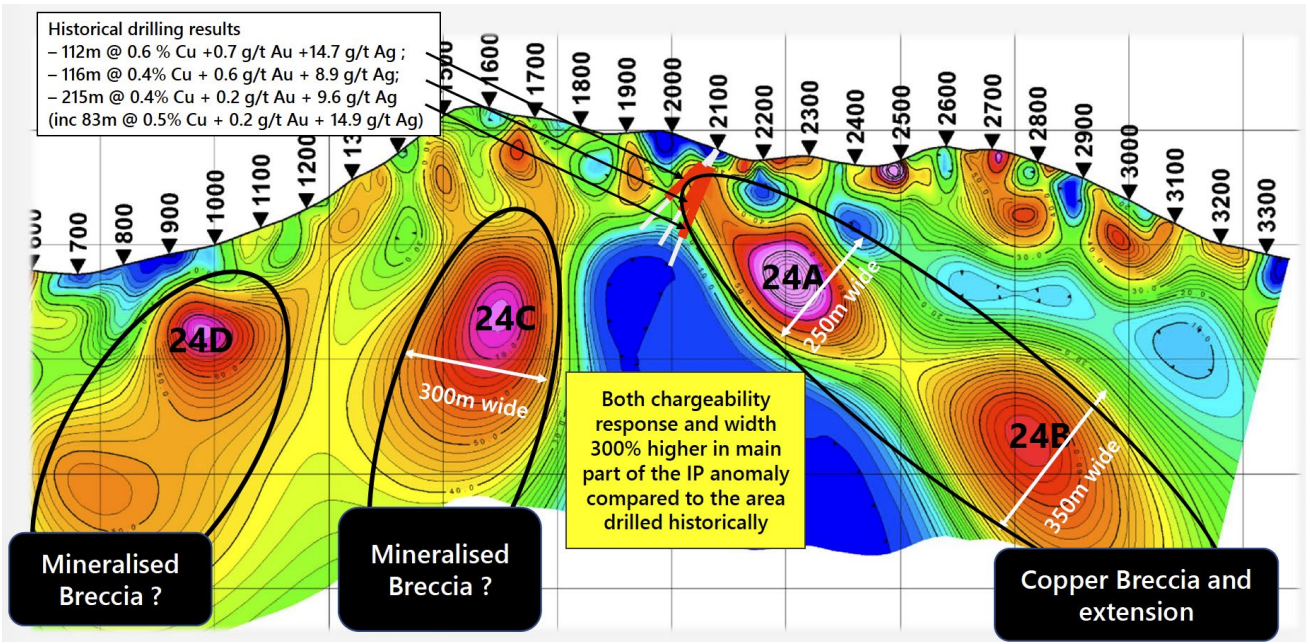 Historical drilling results
– 112m @ 0.6 % Cu +0.7 g/t Au +14.7 g/t Ag ;
– 116m @ 0.4% Cu + 0.6 g/t Au + 8.9 g/t Ag;
– 215m @ 0.4% Cu + 0.2 g/t Au + 9.6 g/t Ag
(inc 83m @ 0.5% Cu + 0.2 g/t Au + 14.9 g/t Ag)
700
800
900
1000
1100
1200
1600
1700
1800
1900
2000
2100
2200
2300
2400
2500
2600
2700
2800
2900
3000
3100
3200
3300
24D
24C
300m wide
24A
250m wide
24B
350m wide
Both chargeability
response and width
300% higher in main
part of the IP anomaly
compared to the area
drilled historically
Mineralised
Breccia ?
Mineralised
Breccia ?
Copper Breccia and
extension